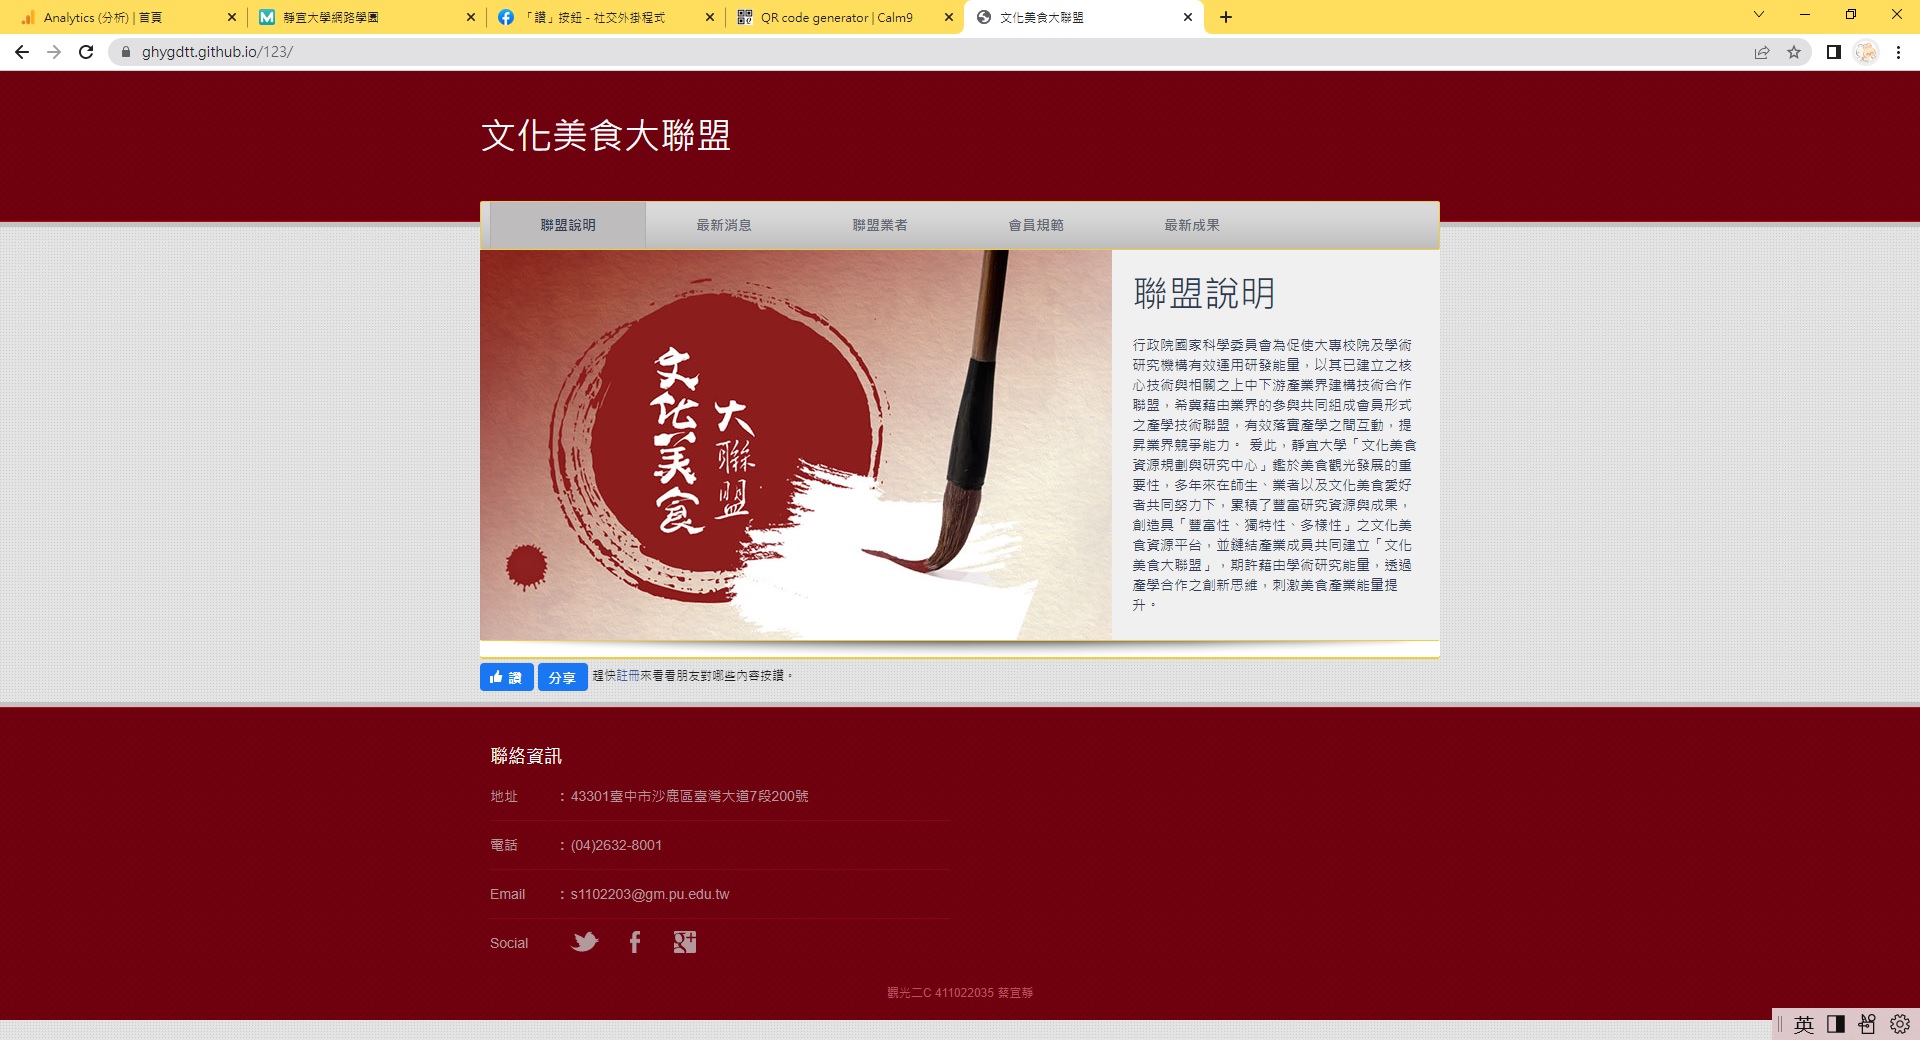 Analytics (分析) | 首頁
靜宜大學網路學園
「讚」按鈕 - 社交外掛程式
QR code generator | Calm9
文化美食大聯盟
ghygdtt.github.io/123/
文化美食大聯盟
聯盟說明
最新消息
聯盟業者
會員規範
最新成果
文化美食
大聯盟
聯盟說明
行政院國家科學委員會為促使大專校院及學術
研究機構有效運用研發能量，以其已建立之核
心技術與相關之上中下游產業界建構技術合作
聯盟，希冀藉由業界的參與共同組成會員形式
之產學技術聯盟，有效落實產學之間互動，提
昇業界競爭能力。 爰此，靜宜大學「文化美食
資源規劃與研究中心」鑑於美食觀光發展的重
要性，多年來在師生、業者以及文化美食愛好
者共同努力下，累積了豐富研究資源與成果，
創造具「豐富性、獨特性、多樣性」之文化美
食資源平台，並鏈結產業成員共同建立「文化
美食大聯盟」，期許藉由學術研究能量，透過
產學合作之創新思維，刺激美食產業能量提
升。
讚
分享
趕快註冊來看看朋友對哪些內容按讚。
聯絡資訊
地址 : 43301臺中市沙鹿區臺灣大道7段200號
電話 : (04)2632-8001
Email : s1102203@gm.pu.edu.tw
Social
觀光二C 411022035 蔡宜靜
英